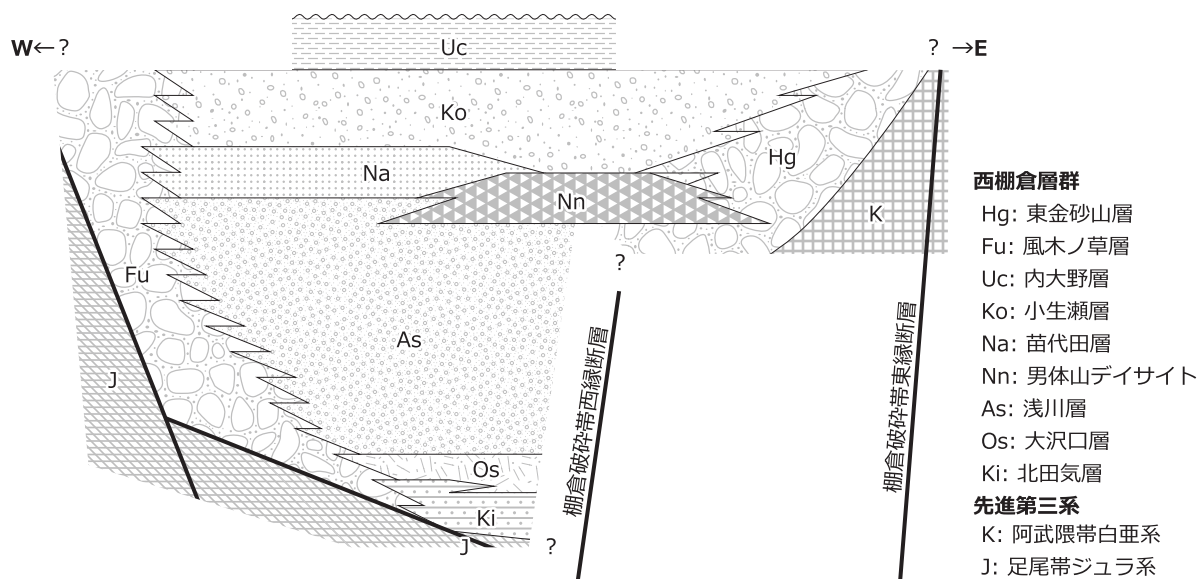 Uc
W←?
? →E
Ko
Hg
Na
Nn
K
Fu
?
As
J
Os
Ki
J
?
棚倉破砕帯西縁断層
棚倉破砕帯東縁断層
西棚倉層群
Hg: 東金砂山層
Fu: 風木ノ草層
Uc: 内大野層
Ko: 小生瀬層
Na: 苗代田層
Nn: 男体山デイサイト
As: 浅川層
Os: 大沢口層
Ki: 北田気層
先進第三系
K: 阿武隈帯白亜系
J: 足尾帯ジュラ系